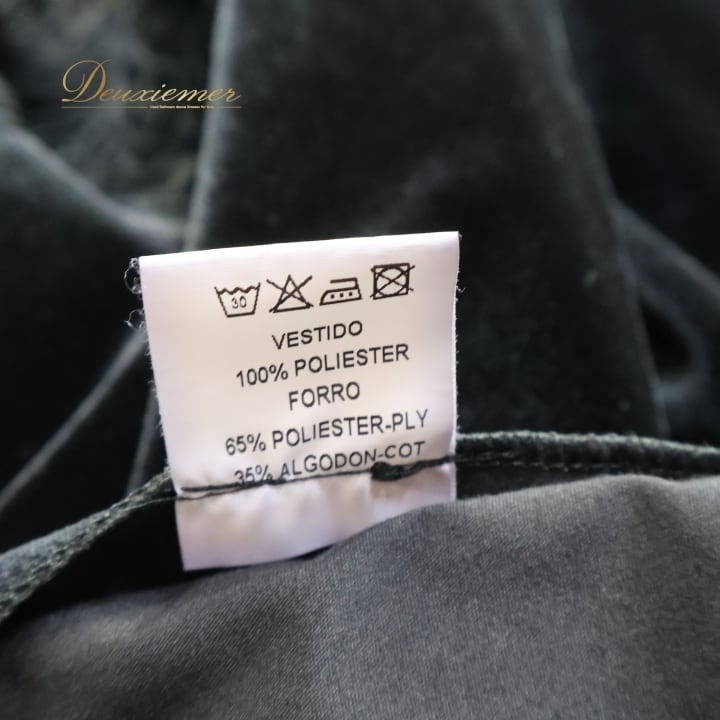 Deuxiemer
30
VESTIDO
100% POLIESTER
FORRO
65% POLIESTER-PLY
35% ALGODON-COT